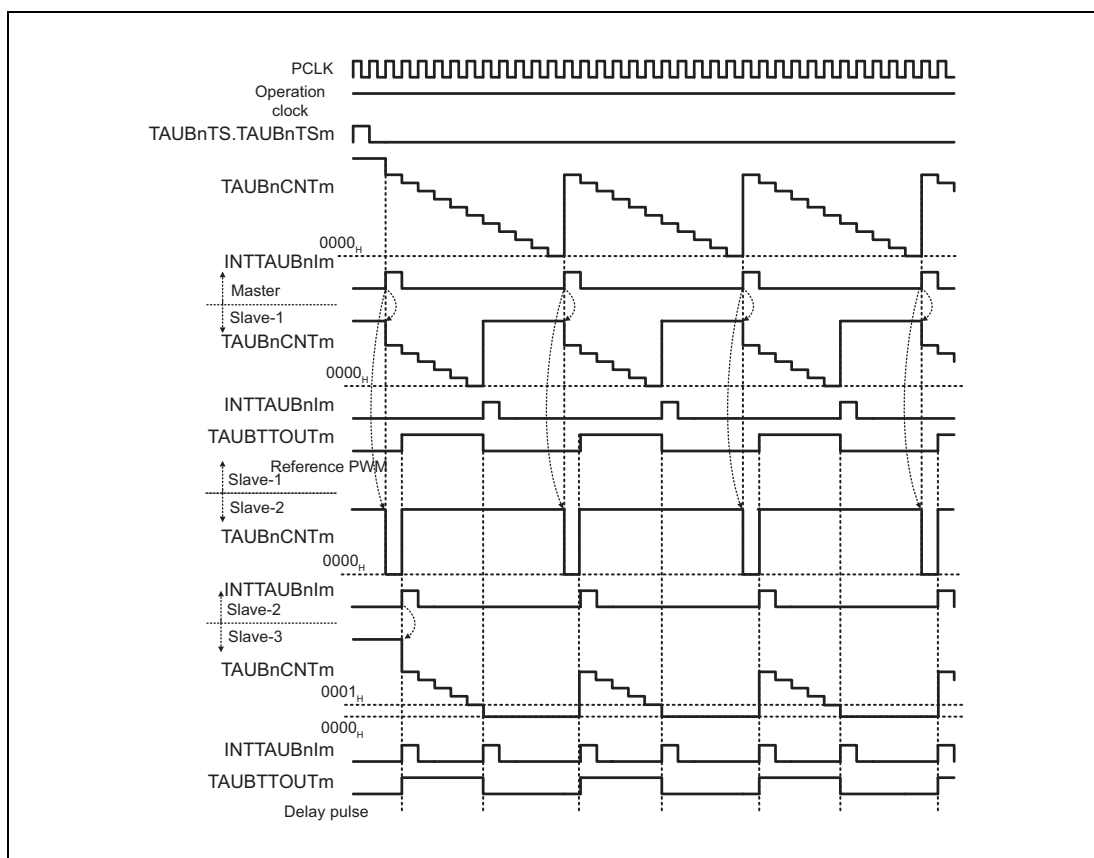 PCLK
Operation
clock
TAUBnTS.TAUBnTSm
TAUBnCNTm
0000H
INTTAUBnIm
Master
Slave-1
TAUBnCNTm
0000H
INTTAUBnIm
TAUBTTOUTm
Reference PWM
Slave-1
Slave-2
TAUBnCNTm
0000H
INTTAUBnIm
Slave-2
Slave-3
TAUBnCNTm
0001H
0000H
INTTAUBnIm
TAUBTTOUTm
Delay pulse